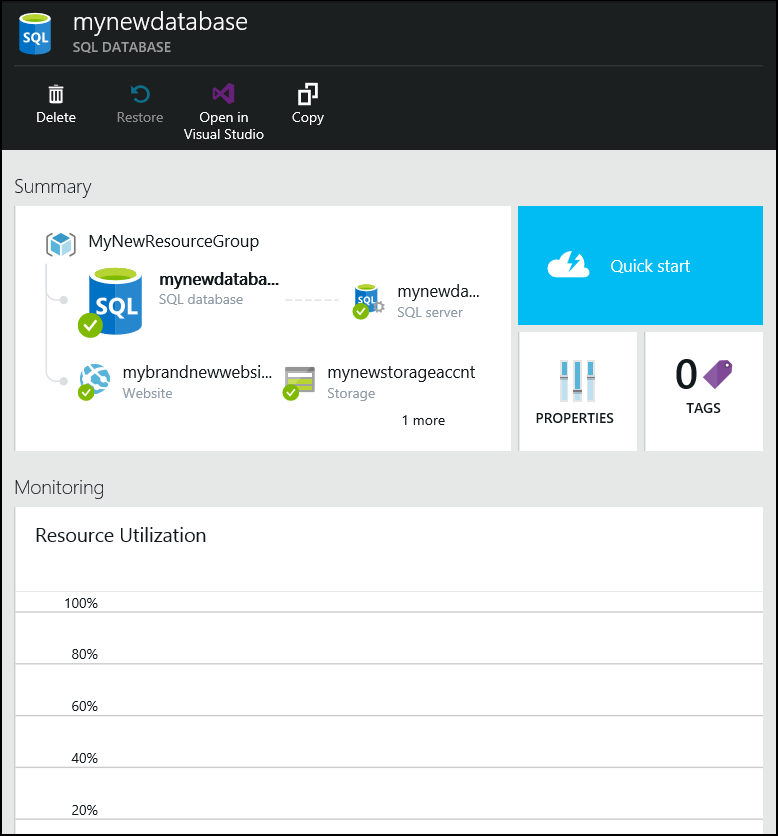 SQL
mynewdatabase
SQL DATABASE
Delete
Restore
Open in
Visual Studio
Copy
Summary
MyNewResourceGroup
SQL
mynewdataba...
SQL database
SQL
mynewda...
SQL server
mybrandnewwebsi...
Website
mynewstorageaccnt
Storage
1 more
Quick start
PROPERTIES
0
TAGS
Monitoring
Resource Utilization
100%
80%
60%
40%
20%